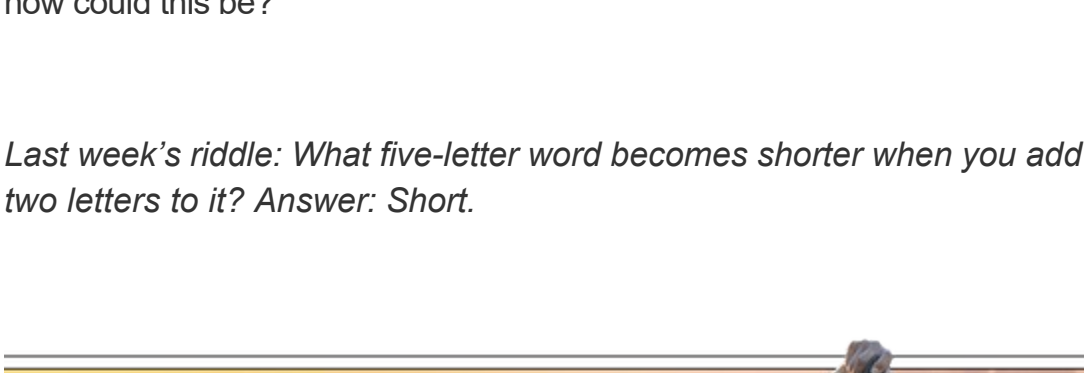 how could this be?
Last week’s riddle: What five-letter word becomes shorter when you add
two letters to it? Answer: Short.